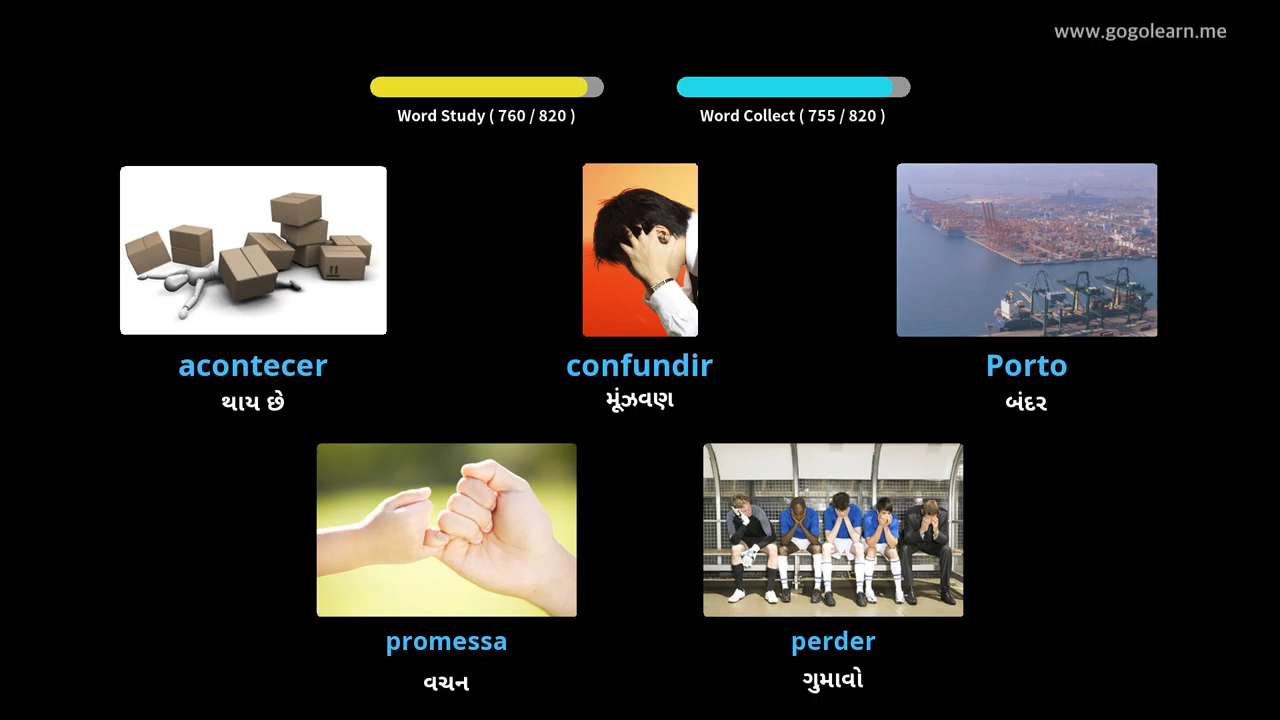 www.gogolearn.me
Word Study ( 760 / 820 )
Word Collect ( 755 / 820 )
acontecer
થાય છે
confundir
મૂંઝવણ
Porto
બંદર
promessa
વચન
perder
ગુમાવો